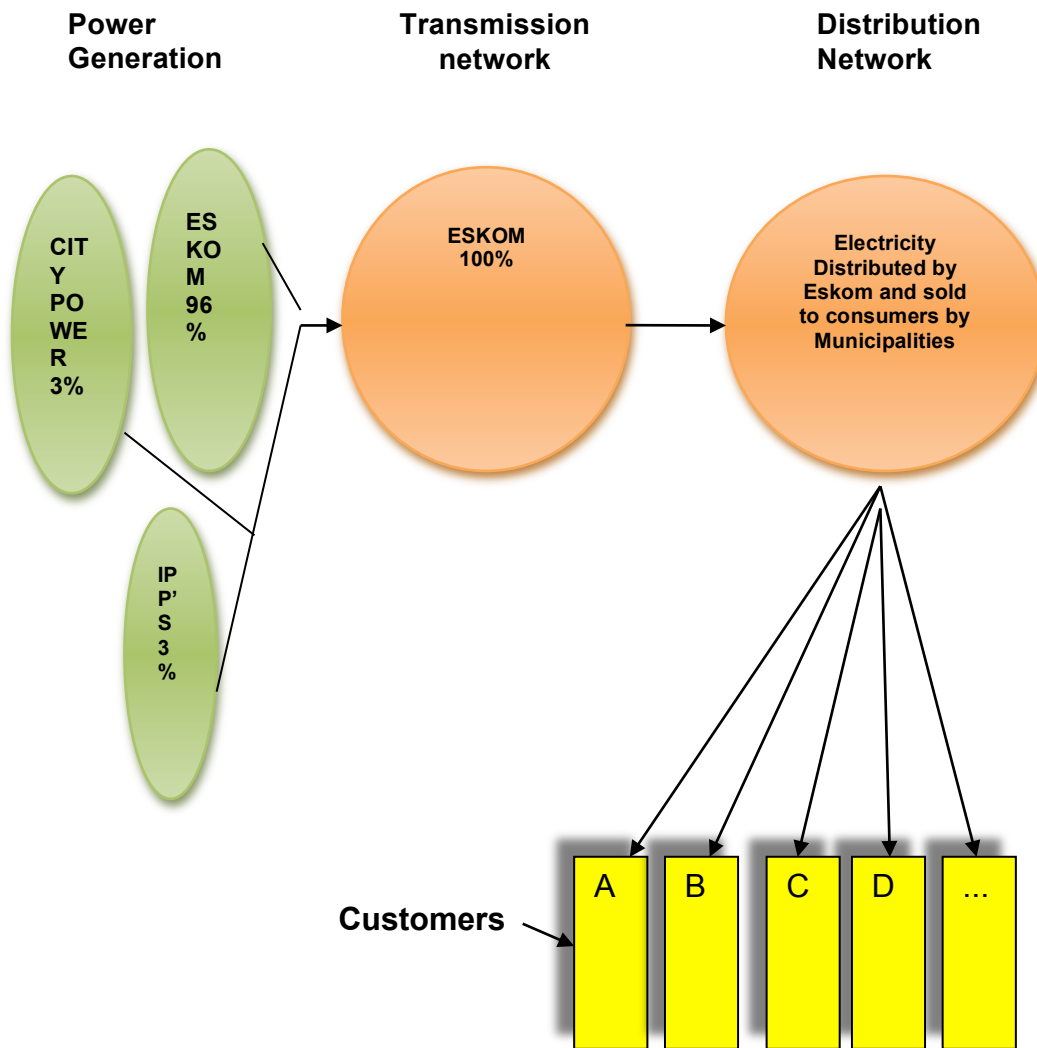 Power
Generation
Transmission
network
Distribution
Network
CIT
Y PO
WE
R
3%
ES
KO
M
96
%
IP
P’
S
3
%
ESKOM
100%
Electricity
Distributed by
Eskom and sold
to consumers by
Municipalities
Customers
A
B
C
D
...